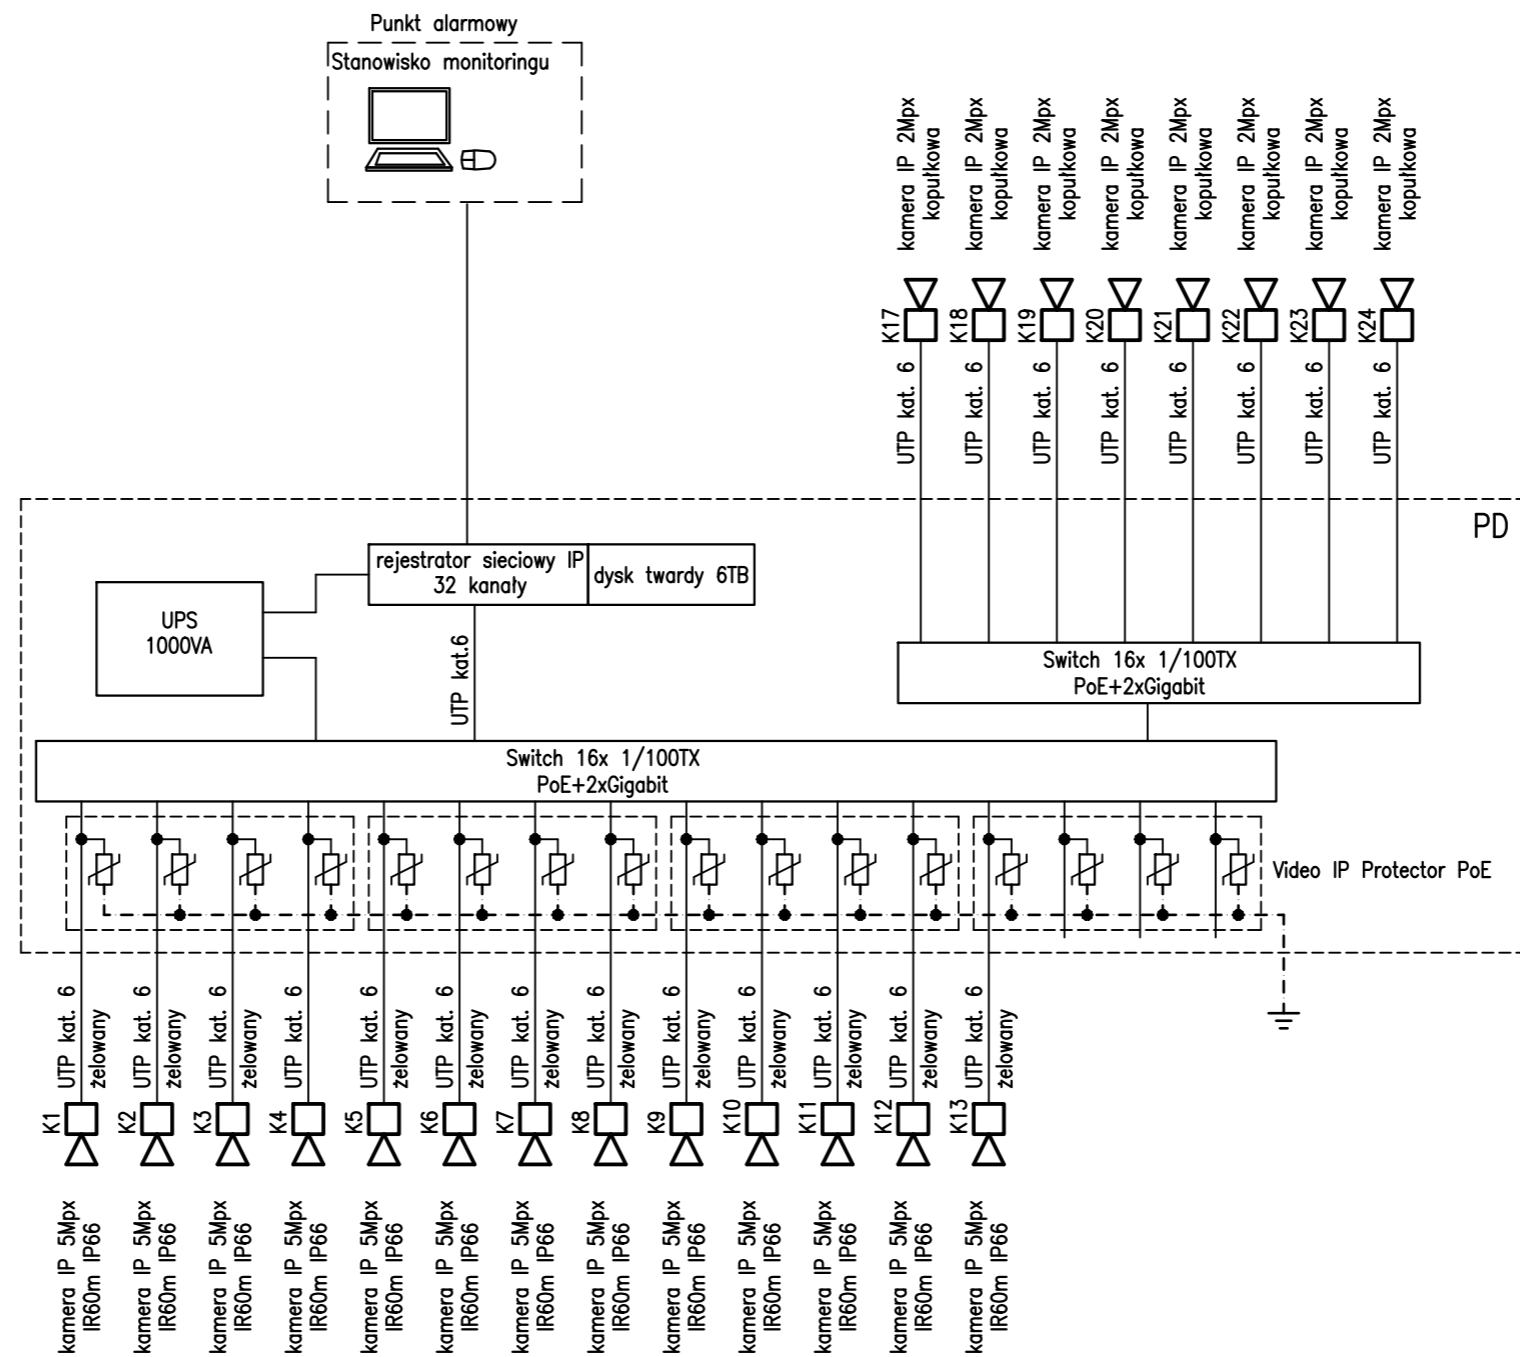 Punkt alarmowy
Stanowisko monitoringu
kamera IP 2Mpx
kopułkowa
kamera IP 2Mpx
kopułkowa
kamera IP 2Mpx
kopułkowa
kamera IP 2Mpx
kopułkowa
kamera IP 2Mpx
kopułkowa
kamera IP 2Mpx
kopułkowa
kamera IP 2Mpx
kopułkowa
kamera IP 2Mpx
kopułkowa
K17
K18
K19
K20
K21
K22
K23
K24
UTP kat. 6
UTP kat. 6
UTP kat. 6
UTP kat. 6
UTP kat. 6
UTP kat. 6
UTP kat. 6
UTP kat. 6
PD
rejestrator sieciowy IP
32 kanały
dysk twardy 6TB
UPS
1000VA
UTP kat.6
Switch 16x 1/100TX
PoE+2xGigabit
Switch 16x 1/100TX
PoE+2xGigabit
Video IP Protector PoE
UTP kat. 6
żelowany
UTP kat. 6
żelowany
UTP kat. 6
żelowany
UTP kat. 6
UTP kat. 6
żelowany
UTP kat. 6
żelowany
UTP kat. 6
żelowany
UTP kat. 6
żelowany
UTP kat. 6
żelowany
UTP kat. 6
żelowany
UTP kat. 6
żelowany
UTP kat. 6
żelowany
UTP kat. 6
żelowany
K1
K2
K3
K4
K5
K6
K7
K8
K9
K10
K11
K12
K13
kamera IP 5Mpx
IR60m IP66
kamera IP 5Mpx
IR60m IP66
kamera IP 5Mpx
IR60m IP66
kamera IP 5Mpx
IR60m IP66
kamera IP 5Mpx
IR60m IP66
kamera IP 5Mpx
IR60m IP66
kamera IP 5Mpx
IR60m IP66
kamera IP 5Mpx
IR60m IP66
kamera IP 5Mpx
IR60m IP66
kamera IP 5Mpx
IR60m IP66
kamera IP 5Mpx
IR60m IP66
kamera IP 5Mpx
IR60m IP66
kamera IP 5Mpx
IR60m IP66